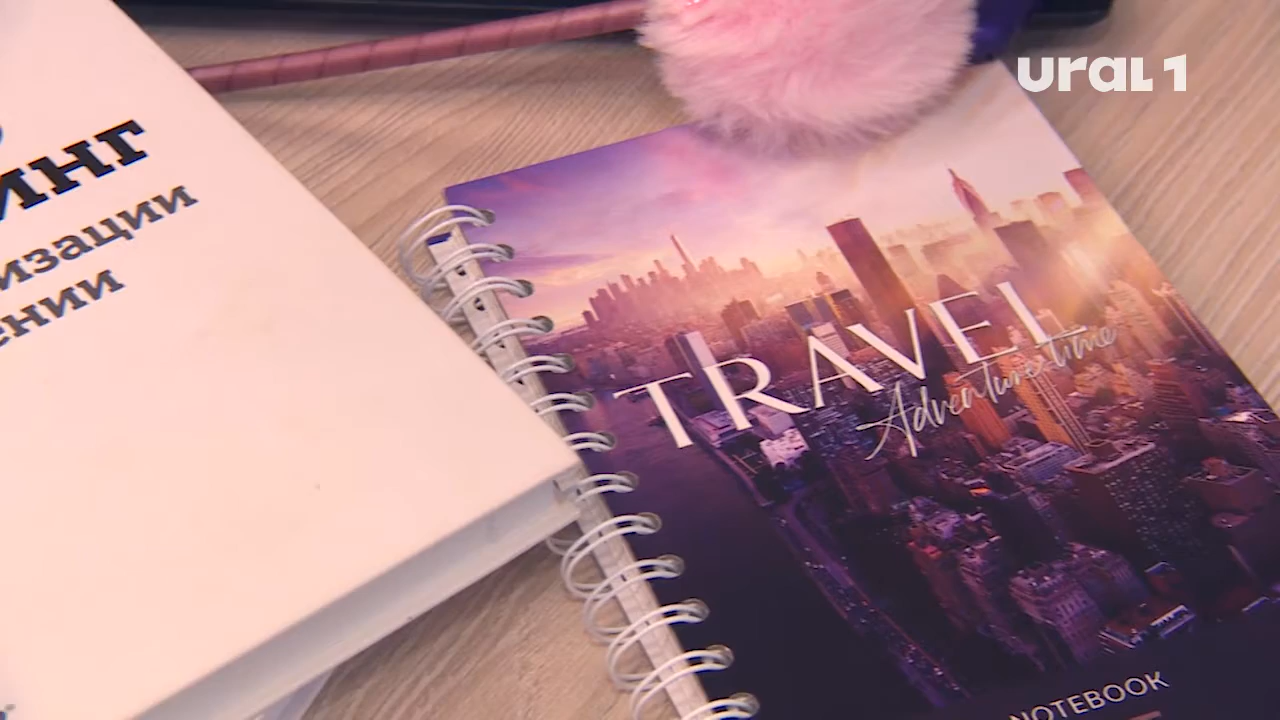 ural 1
инг
изации
ении
TRAVEL
Adventure time
NOTEBOOK